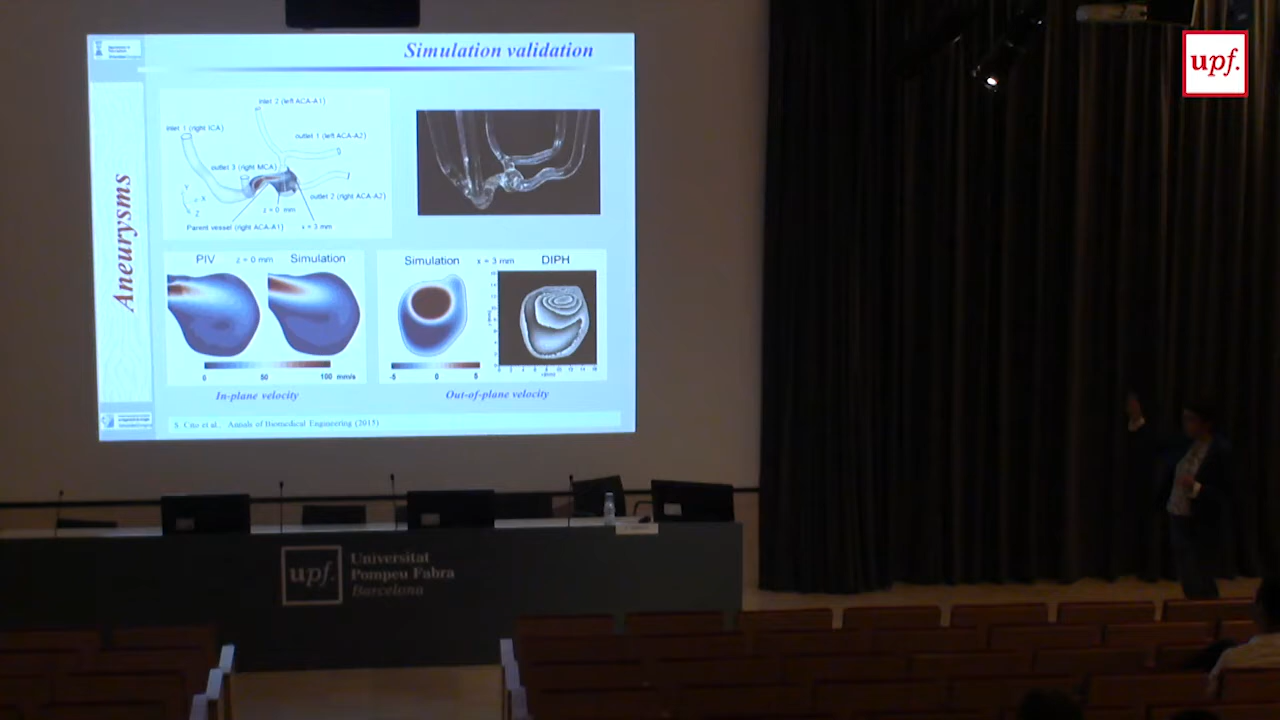 Simulation validation
Aneurysms
inlet 2 (left ACA-A1)
inlet 1 (right ICA)
outlet 1 (left ACA-A2)
outlet 3 (right MCA)
outlet 2 (right ACA-A2)
Y
x
Z
z = 0 mm
Parent vessel (right ACA-A1)
x = 3 mm
PIV
z = 0 mm
Simulation
0
50
100 mm/s
In-plane velocity
Simulation
x = 3 mm
DIPH
-5
0
5
Out-of-plane velocity
S. Cito et al., Annals of Biomedical Engineering (2015)
upf.
upf.
Universitat
Pompeu Fabra
Barcelona